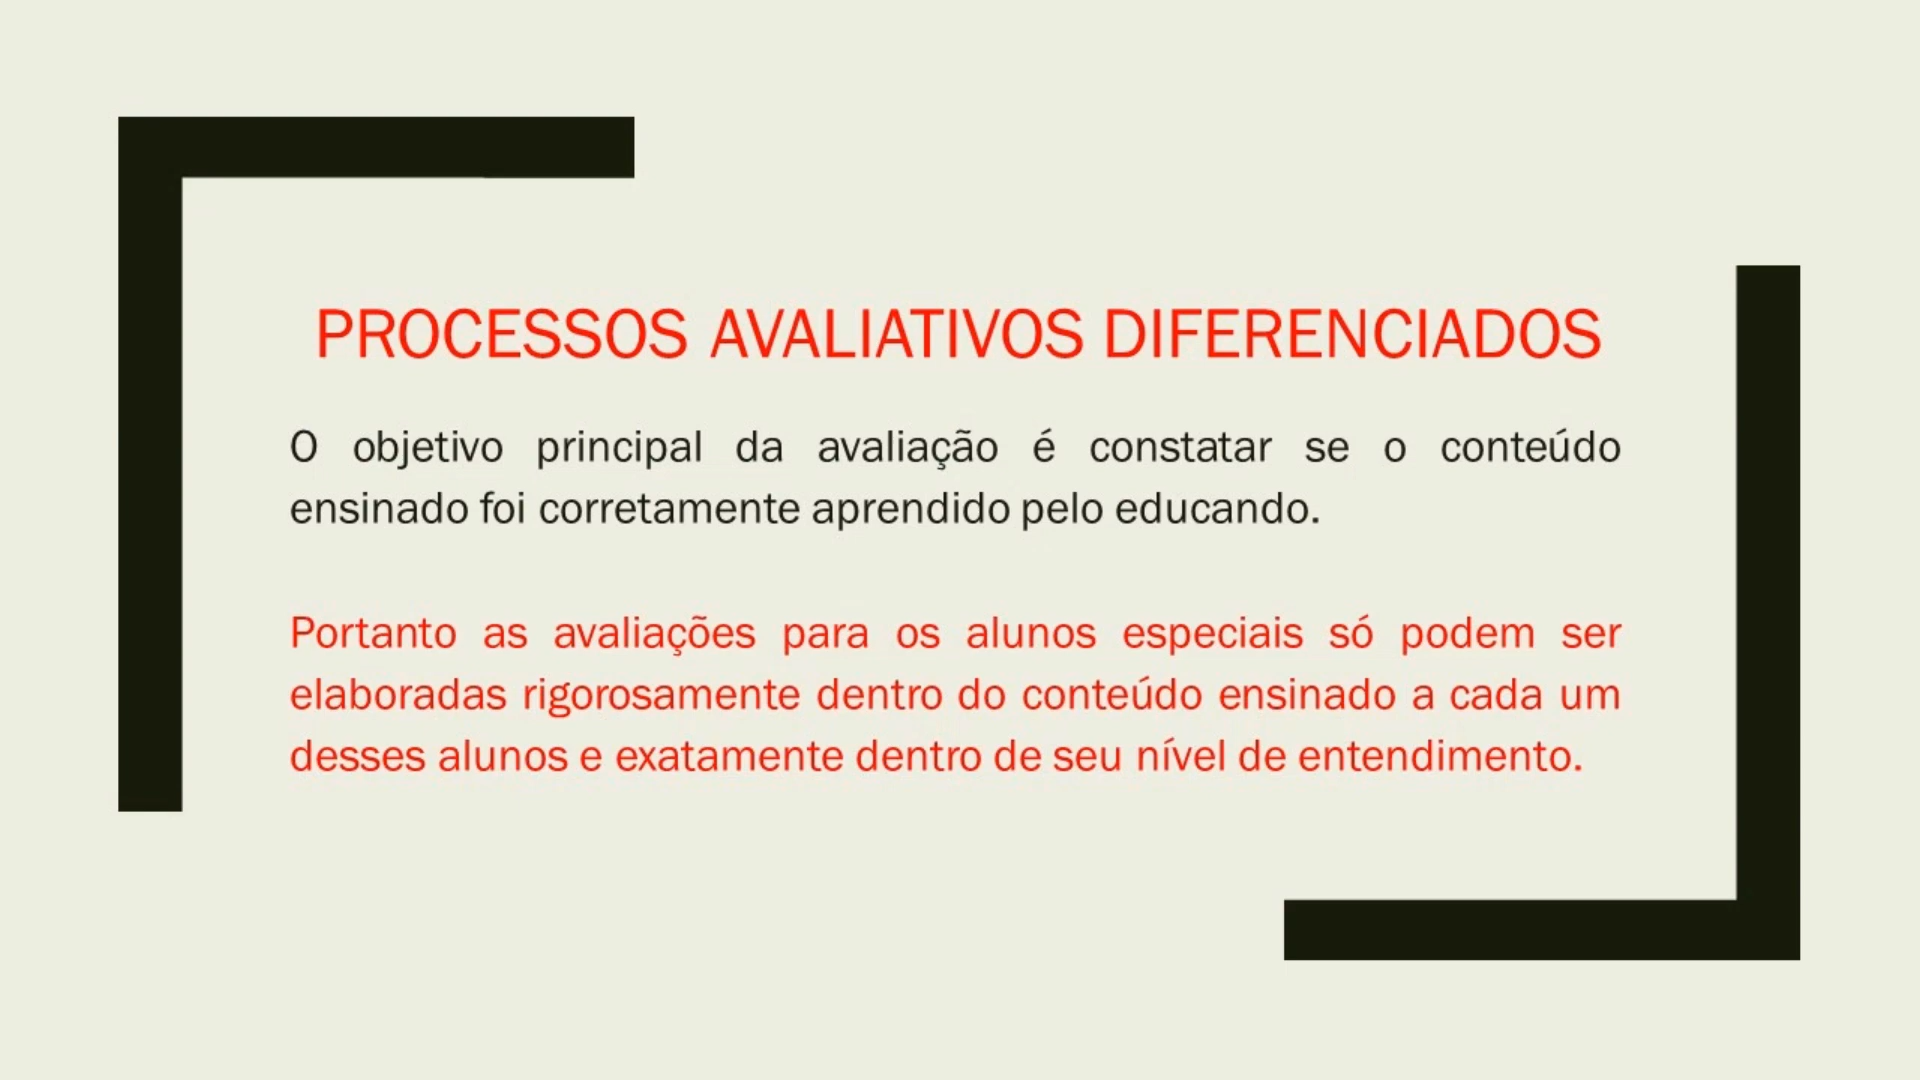 PROCESSOS AVALIATIVOS DIFERENCIADOS
O objetivo principal da avaliação é constatar se o conteúdo
ensinado foi corretamente aprendido pelo educando.
Portanto as avaliações para os alunos especiais só podem ser
elaboradas rigorosamente dentro do conteúdo ensinado a cada um
desses alunos e exatamente dentro de seu nível de entendimento.